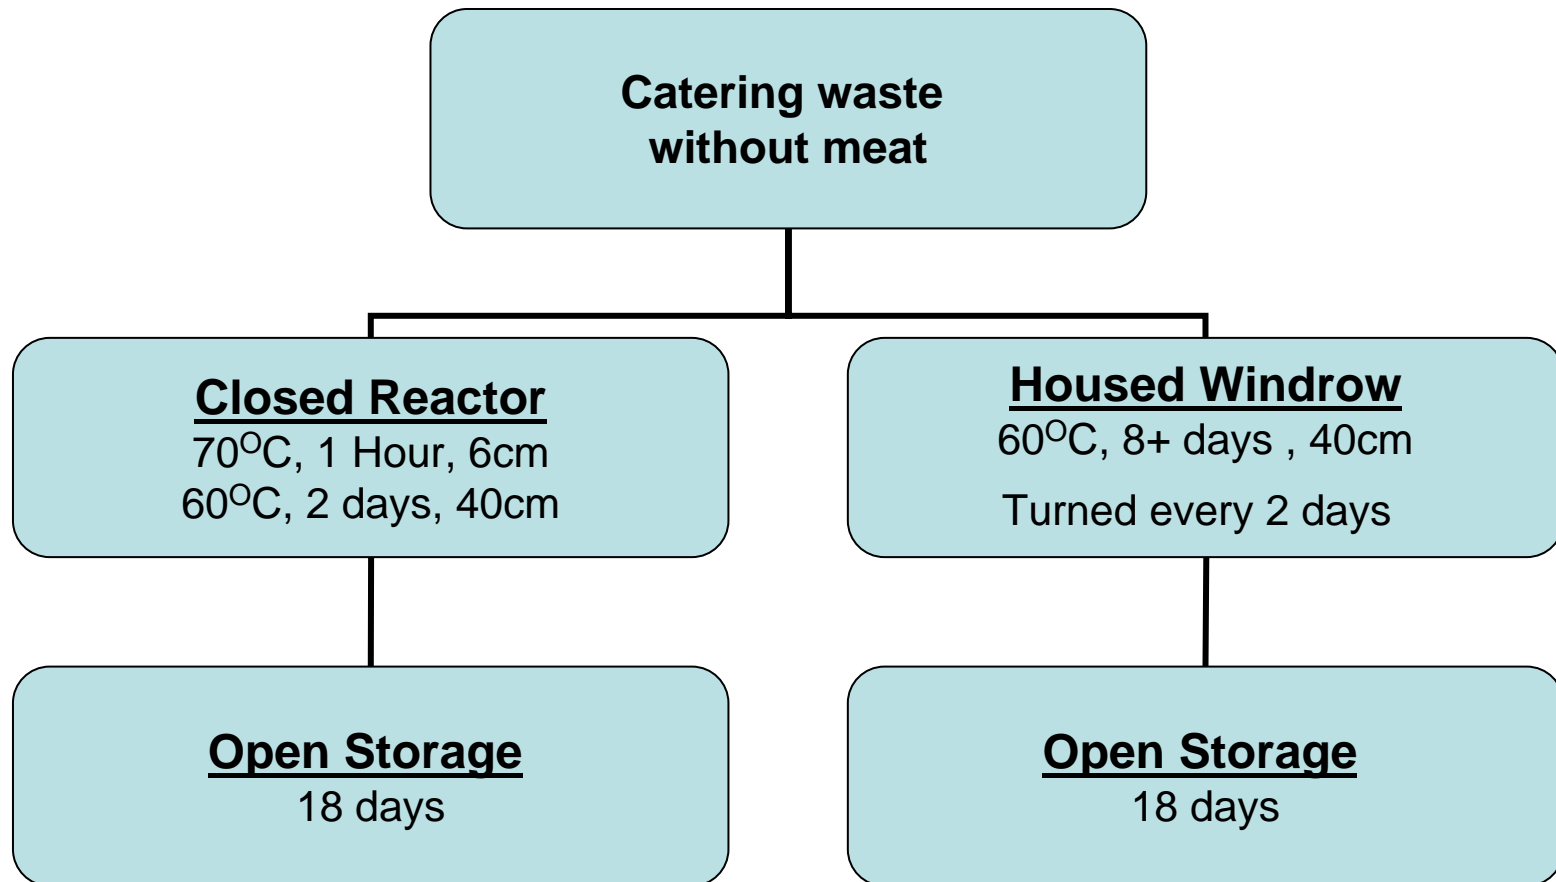 Catering waste
without meat
Closed Reactor
70ᴼC, 1 Hour, 6cm
60ᴼC, 2 days, 40cm
Housed Windrow
60ᴼC, 8+ days , 40cm
Turned every 2 days
Open Storage
18 days
Open Storage
18 days